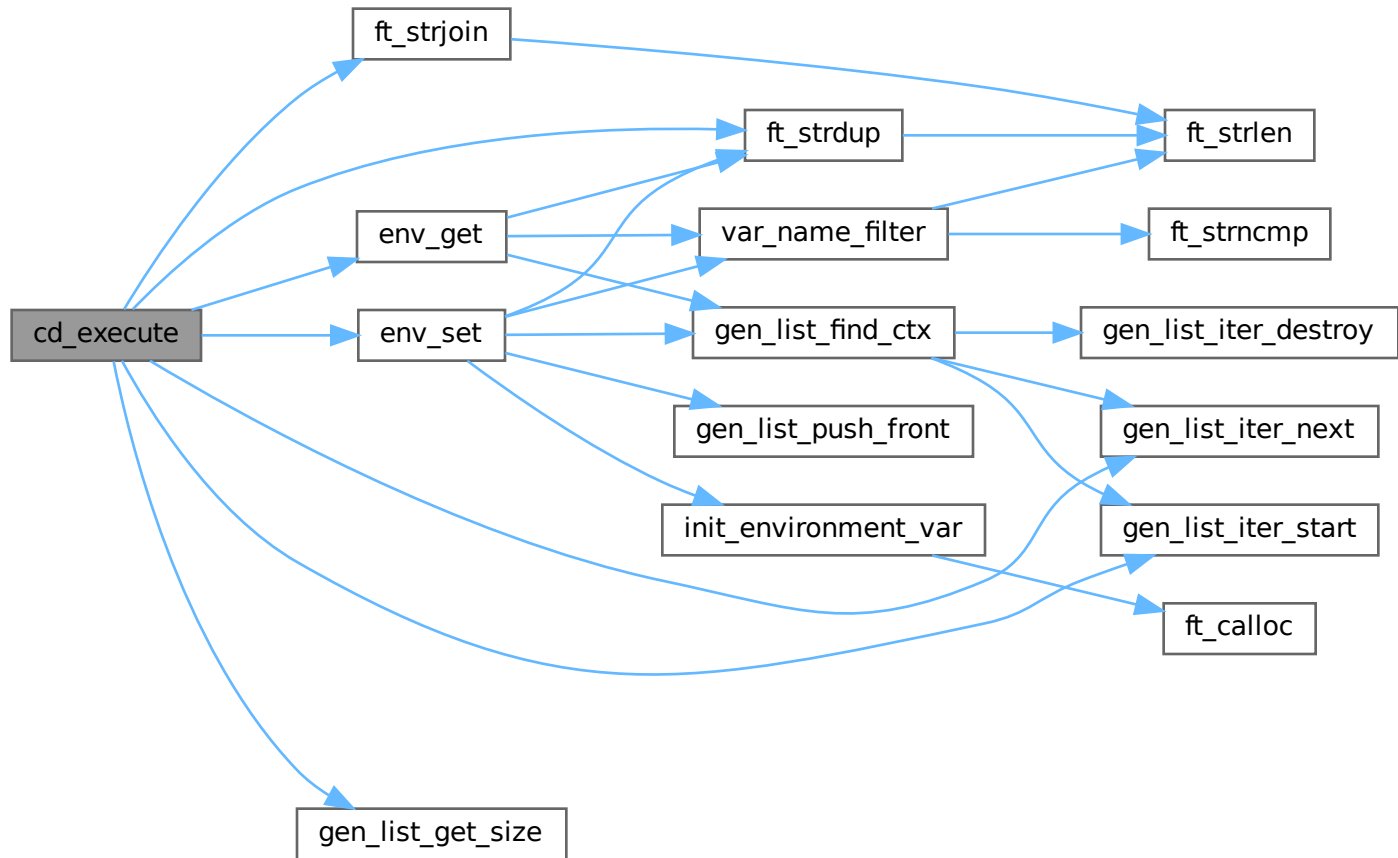 ft_strjoin
ft_strdup
ft_strlen
env_get
var_name_filter
ft_strncmp
cd_execute
env_set
gen_list_find_ctx
gen_list_iter_destroy
gen_list_push_front
gen_list_iter_next
init_environment_var
gen_list_iter_start
ft_calloc
gen_list_get_size